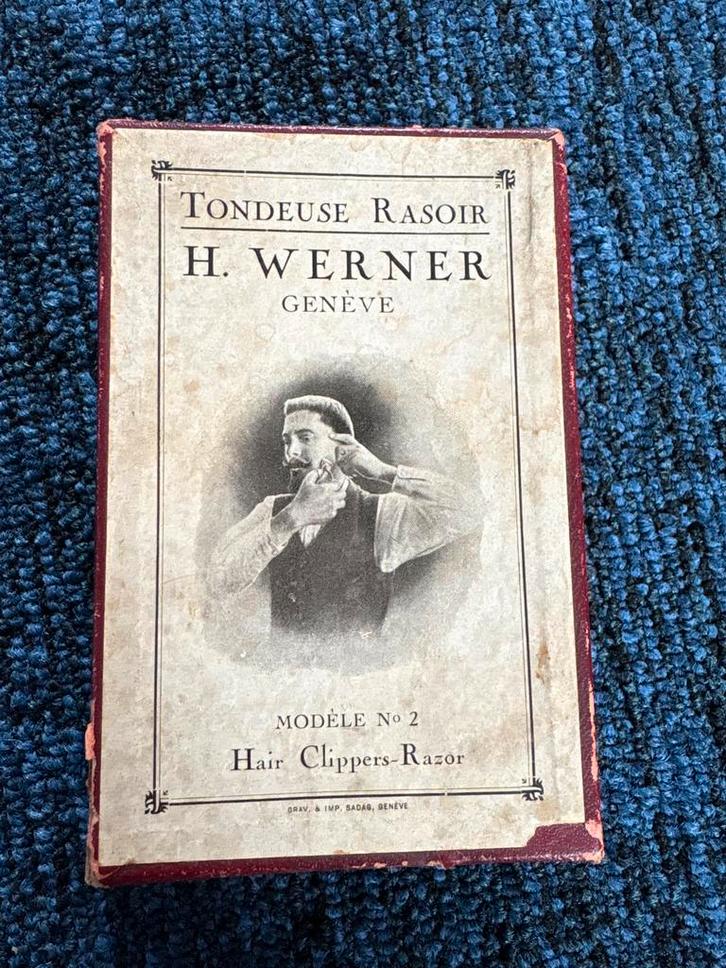 TONDEUSE RASOIR
H. WERNER
GENÈVE
MODÈLE No 2
Hair Clippers-Razor
GRAV. & IMP. SADAG, GENÈVE